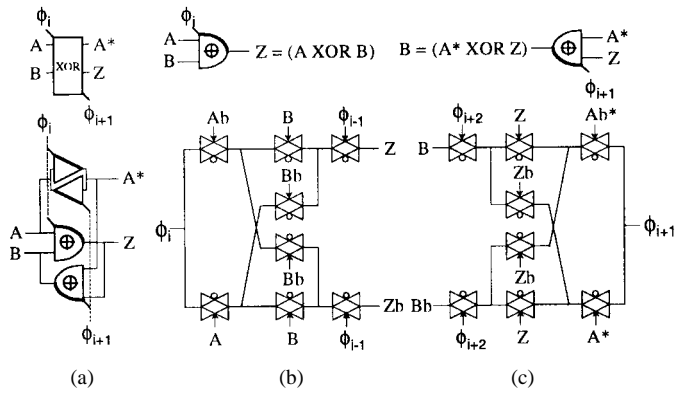 ϕi
A A*
XOR
B Z
ϕi+1
ϕi
A
B
Z = (A XOR B)
B = (A* XOR Z)
A*
Z
ϕi+1
ϕi
A*
A
B
Z
ϕi+1
(a)
Ab B ϕi-1
Z
Bb
ϕi
Bb
Zb
A B ϕi-1
(b)
ϕi+2 Z Ab*
B
Zb
ϕi+1
Zb
Bb
ϕi+2 Z A*
(c)